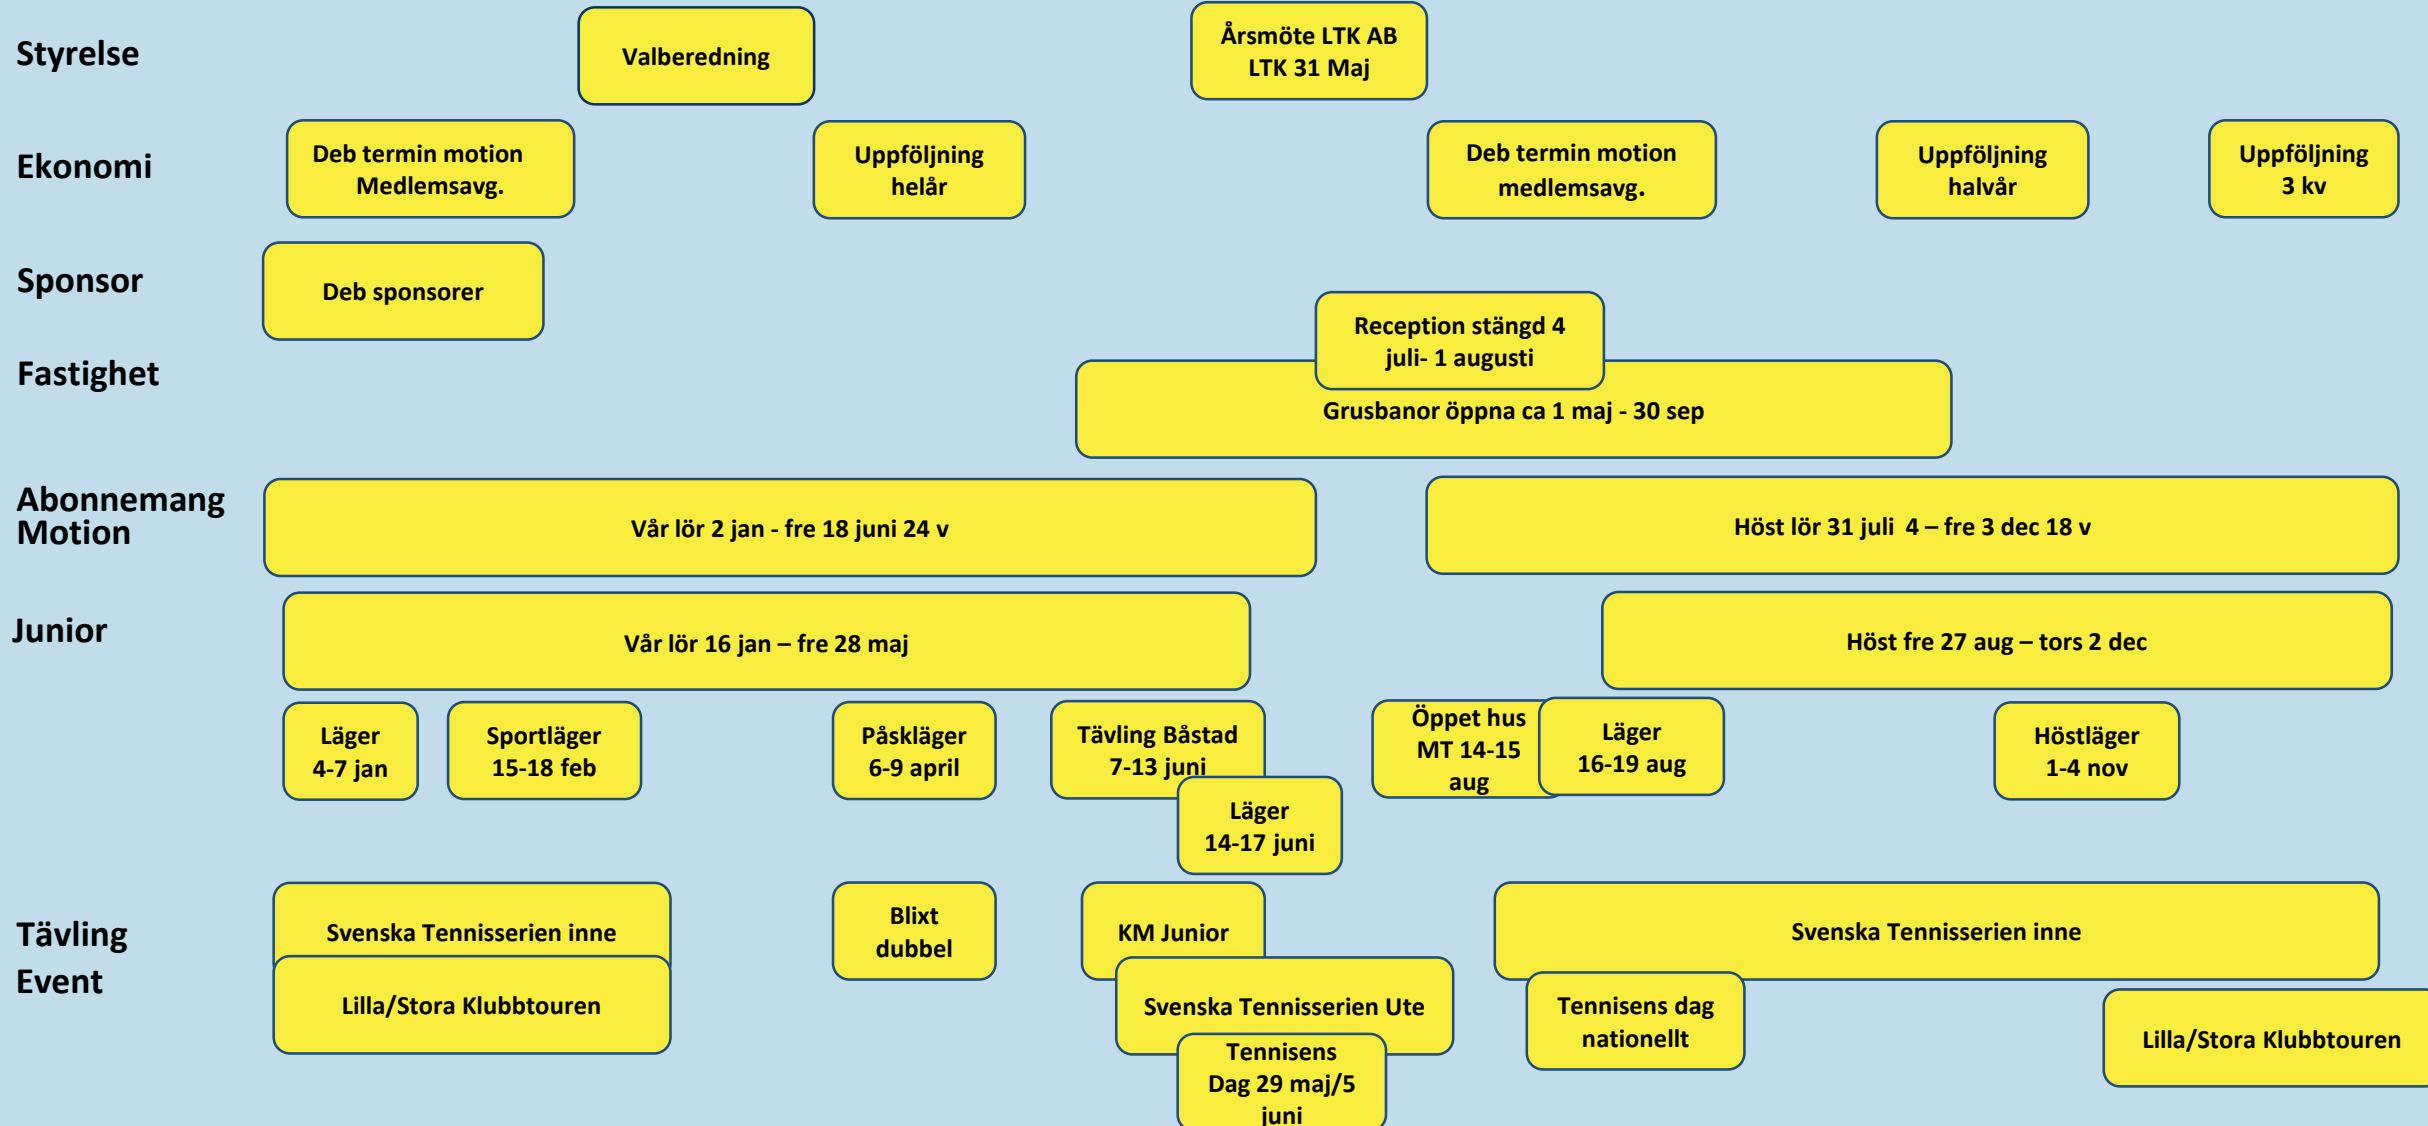 Styrelse
Valberedning
Årsmöte LTK AB
LTK 31 Maj
Ekonomi
Deb termin motion
Medlemsavg.
Uppföljning
helår
Deb termin motion
medlemsavg.
Uppföljning
halvår
Uppföljning
3 kv
Sponsor
Deb sponsorer
Fastighet
Reception stängd 4
juli- 1 augusti
Grusbanor öppna ca 1 maj - 30 sep
Abonnemang
Motion
Vår lör 2 jan - fre 18 juni 24 v
Höst lör 31 juli  4 – fre 3 dec 18 v
Junior
Vår lör 16 jan – fre 28 maj
Höst fre 27 aug – tors 2 dec
Läger
4-7 jan
Sportläger
15-18 feb
Påskläger
6-9 april
Tävling Båstad
7-13 juni
Läger
14-17 juni
Öppet hus
MT 14-15
aug
Läger
16-19 aug
Höstläger
1-4 nov
Tävling
Event
Svenska Tennisserien inne
Lilla/Stora Klubbtouren
Blixt
dubbel
KM Junior
Svenska Tennisserien Ute
Tennisens
Dag 29 maj/5
juni
Svenska Tennisserien inne
Tennisens dag
nationellt
Lilla/Stora Klubbtouren